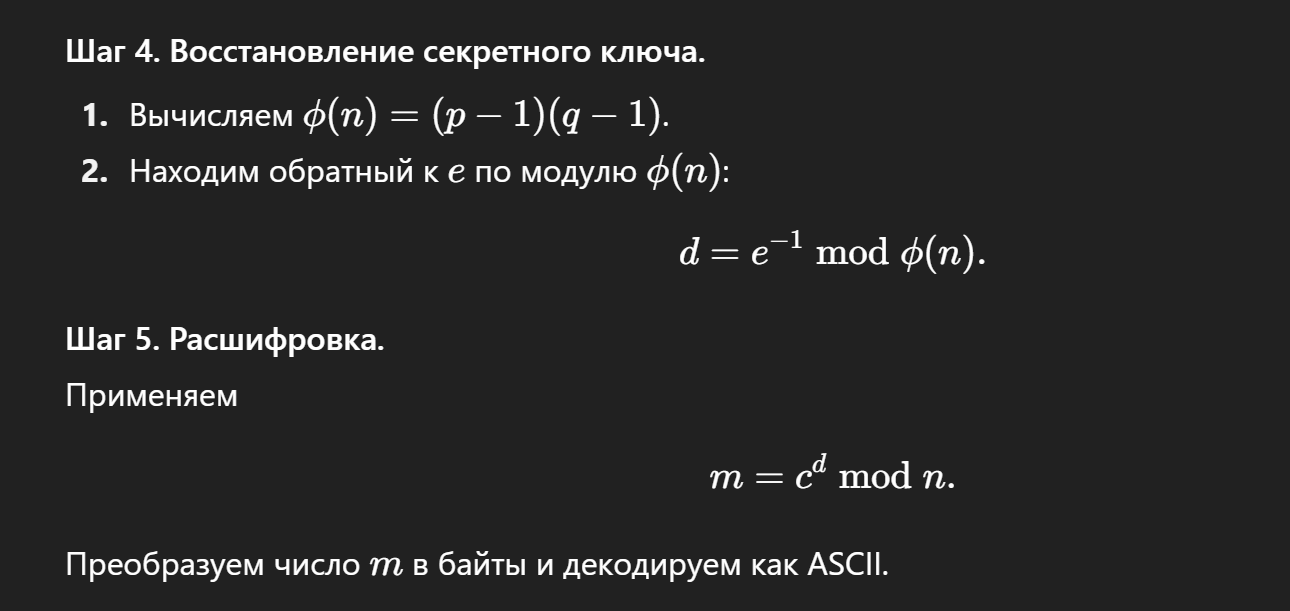 Шаг 4. Восстановление секретного ключа.
1. Вычисляем ϕ(n) = (p − 1)(q − 1).
2. Находим обратный к e по модулю ϕ(n):
d = e⁻¹ mod ϕ(n).
Шаг 5. Расшифровка.
Применяем
m = cᵈ mod n.
Преобразуем число m в байты и декодируем как ASCII.